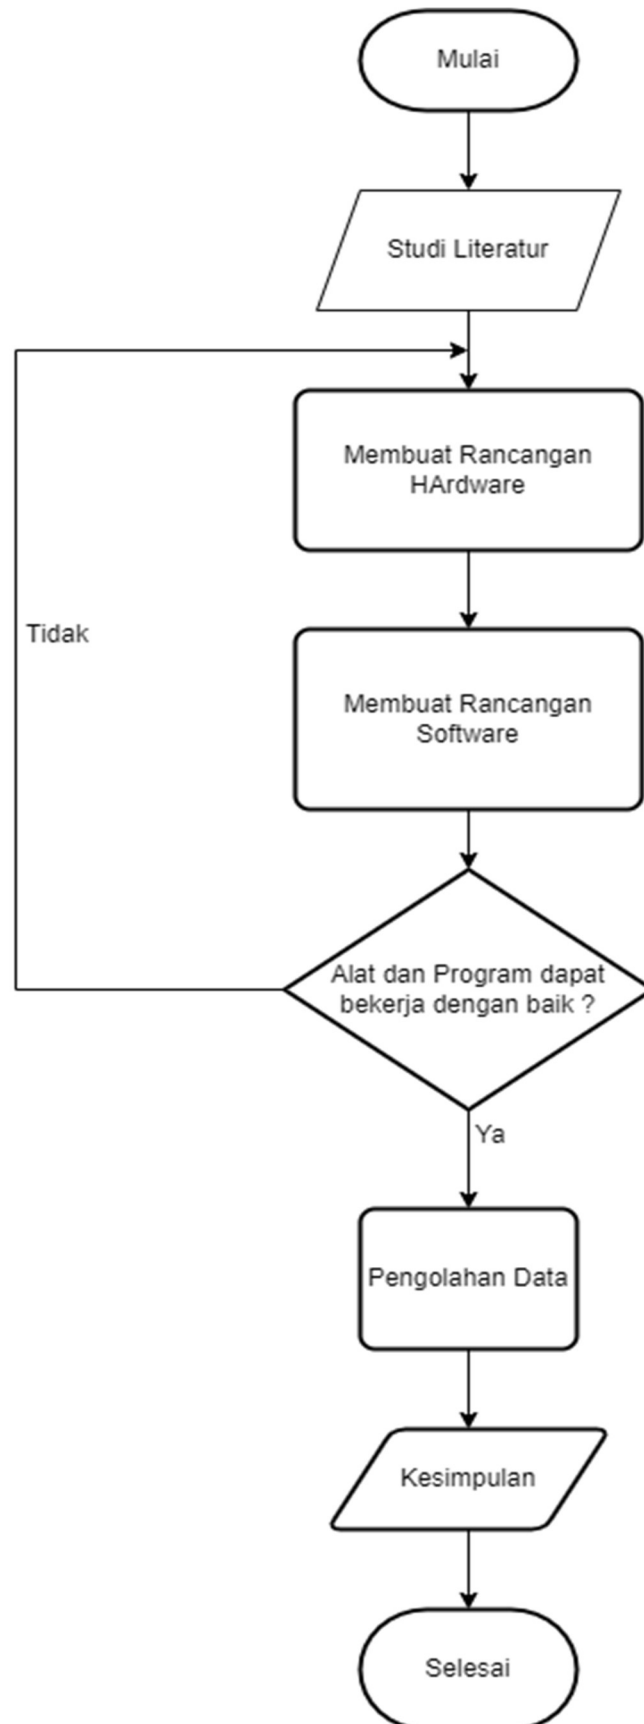 Mulai
Studi Literatur
Membuat Rancangan
HArdware
Tidak
Membuat Rancangan
Software
Alat dan Program dapat
bekerja dengan baik ?
Ya
Pengolahan Data
Kesimpulan
Selesai